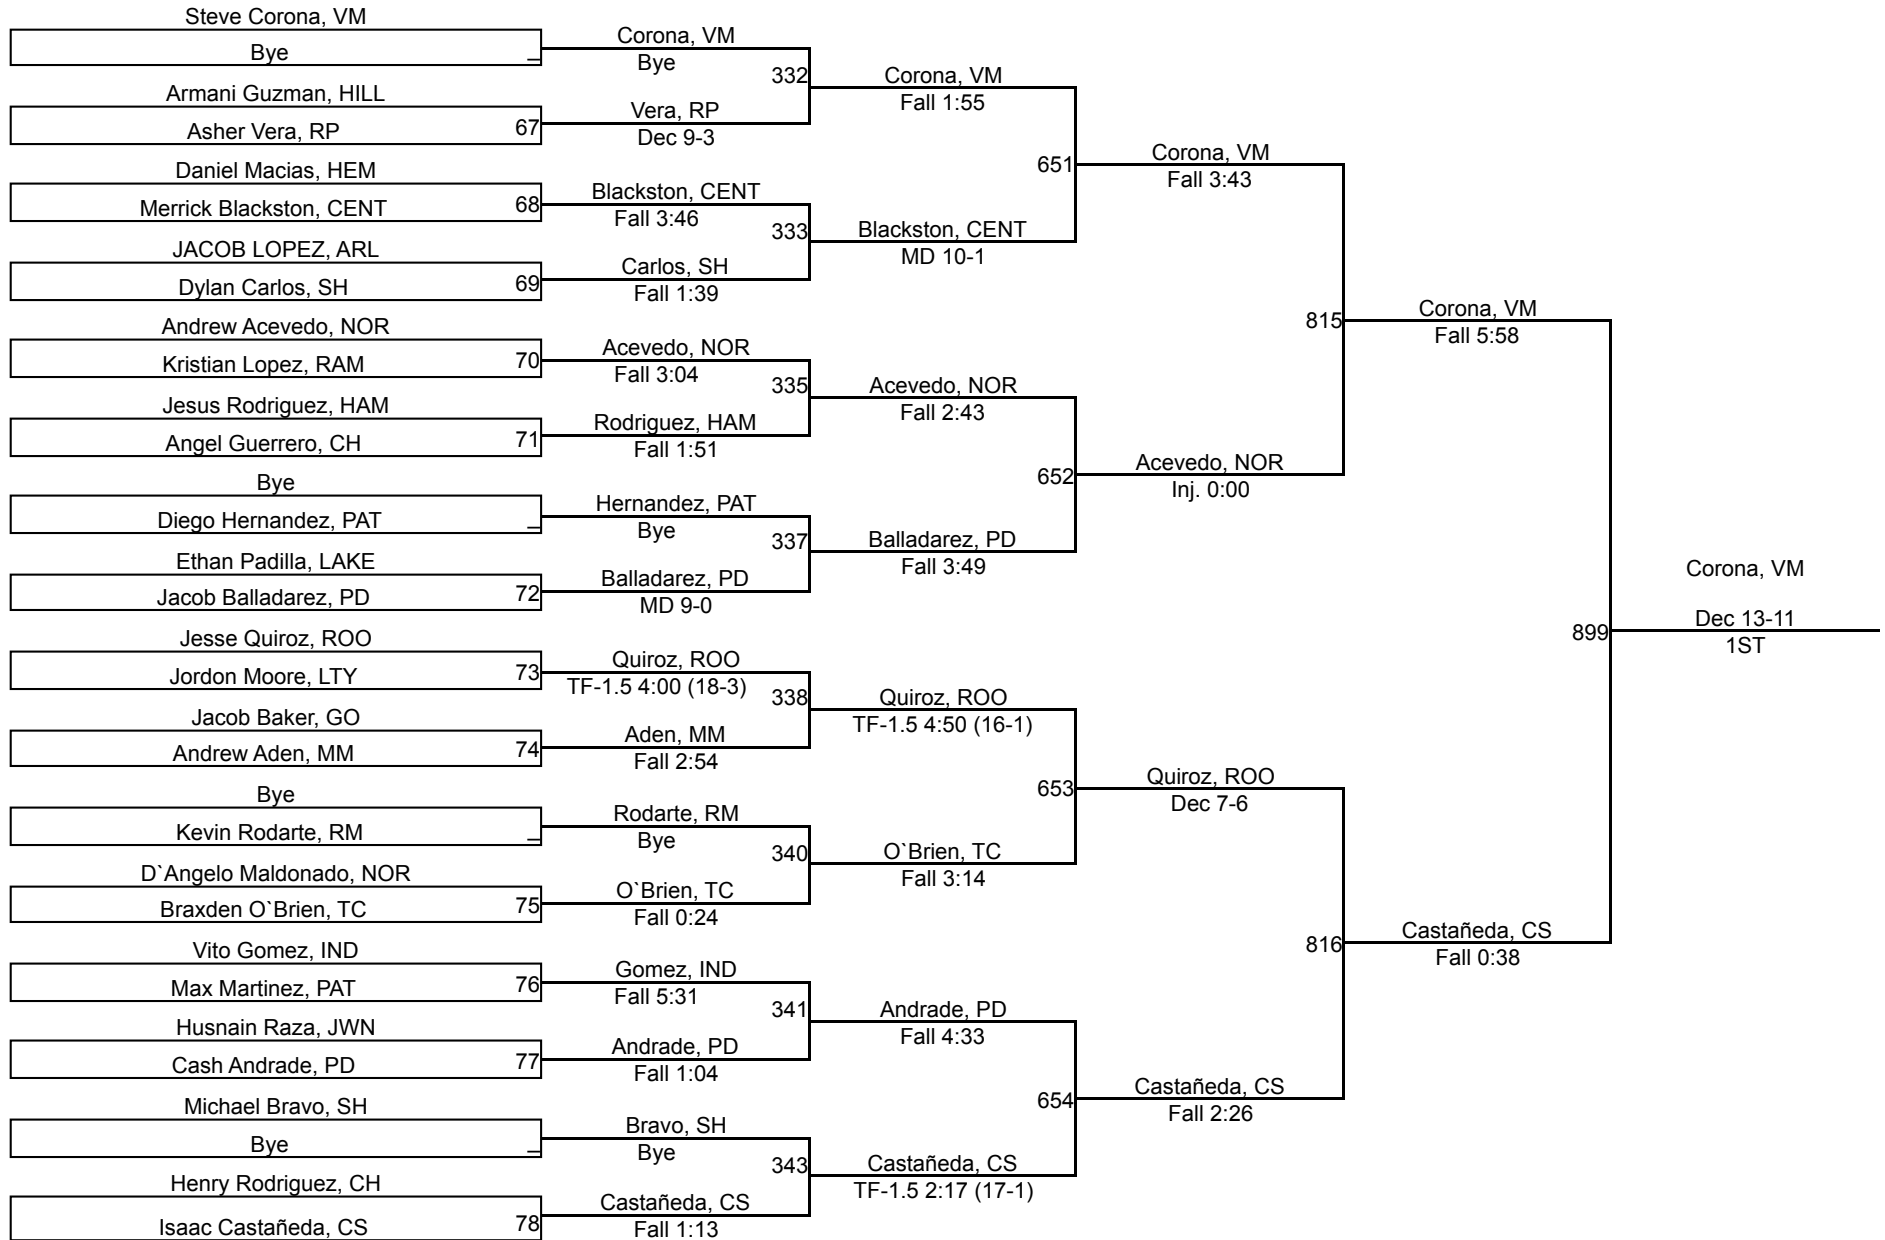 Steve Corona, VM
Bye
_
Armani Guzman, HILL
Asher Vera, RP
67
Daniel Macias, HEM
Merrick Blackston, CENT
68
JACOB LOPEZ, ARL
Dylan Carlos, SH
69
Andrew Acevedo, NOR
Kristian Lopez, RAM
70
Jesus Rodriguez, HAM
Angel Guerrero, CH
71
Bye
Diego Hernandez, PAT
_
Ethan Padilla, LAKE
Jacob Balladarez, PD
72
Jesse Quiroz, ROO
Jordon Moore, LTY
73
Jacob Baker, GO
Andrew Aden, MM
74
Bye
Kevin Rodarte, RM
_
D`Angelo Maldonado, NOR
Braxden O`Brien, TC
75
Vito Gomez, IND
Max Martinez, PAT
76
Husnain Raza, JWN
Cash Andrade, PD
77
Michael Bravo, SH
Bye
_
Henry Rodriguez, CH
Isaac Castañeda, CS
78
Corona, VM
Bye
332
Vera, RP
Dec 9-3
Blackston, CENT
Fall 3:46
333
Carlos, SH
Fall 1:39
Acevedo, NOR
Fall 3:04
335
Rodriguez, HAM
Fall 1:51
Hernandez, PAT
Bye
337
Balladarez, PD
MD 9-0
Quiroz, ROO
TF-1.5 4:00 (18-3)
338
Aden, MM
Fall 2:54
Rodarte, RM
Bye
340
O`Brien, TC
Fall 0:24
Gomez, IND
Fall 5:31
341
Andrade, PD
Fall 1:04
Bravo, SH
Bye
343
Castañeda, CS
Fall 1:13
Corona, VM
Fall 1:55
651
Blackston, CENT
MD 10-1
Acevedo, NOR
Fall 2:43
652
Balladarez, PD
Fall 3:49
Quiroz, ROO
TF-1.5 4:50 (16-1)
653
O`Brien, TC
Fall 3:14
Andrade, PD
Fall 4:33
654
Castañeda, CS
TF-1.5 2:17 (17-1)
Corona, VM
Fall 3:43
815
Acevedo, NOR
Inj. 0:00
Quiroz, ROO
Dec 7-6
816
Castañeda, CS
Fall 2:26
Corona, VM
Fall 5:58
899
Castañeda, CS
Fall 0:38
Corona, VM
Dec 13-11
1ST